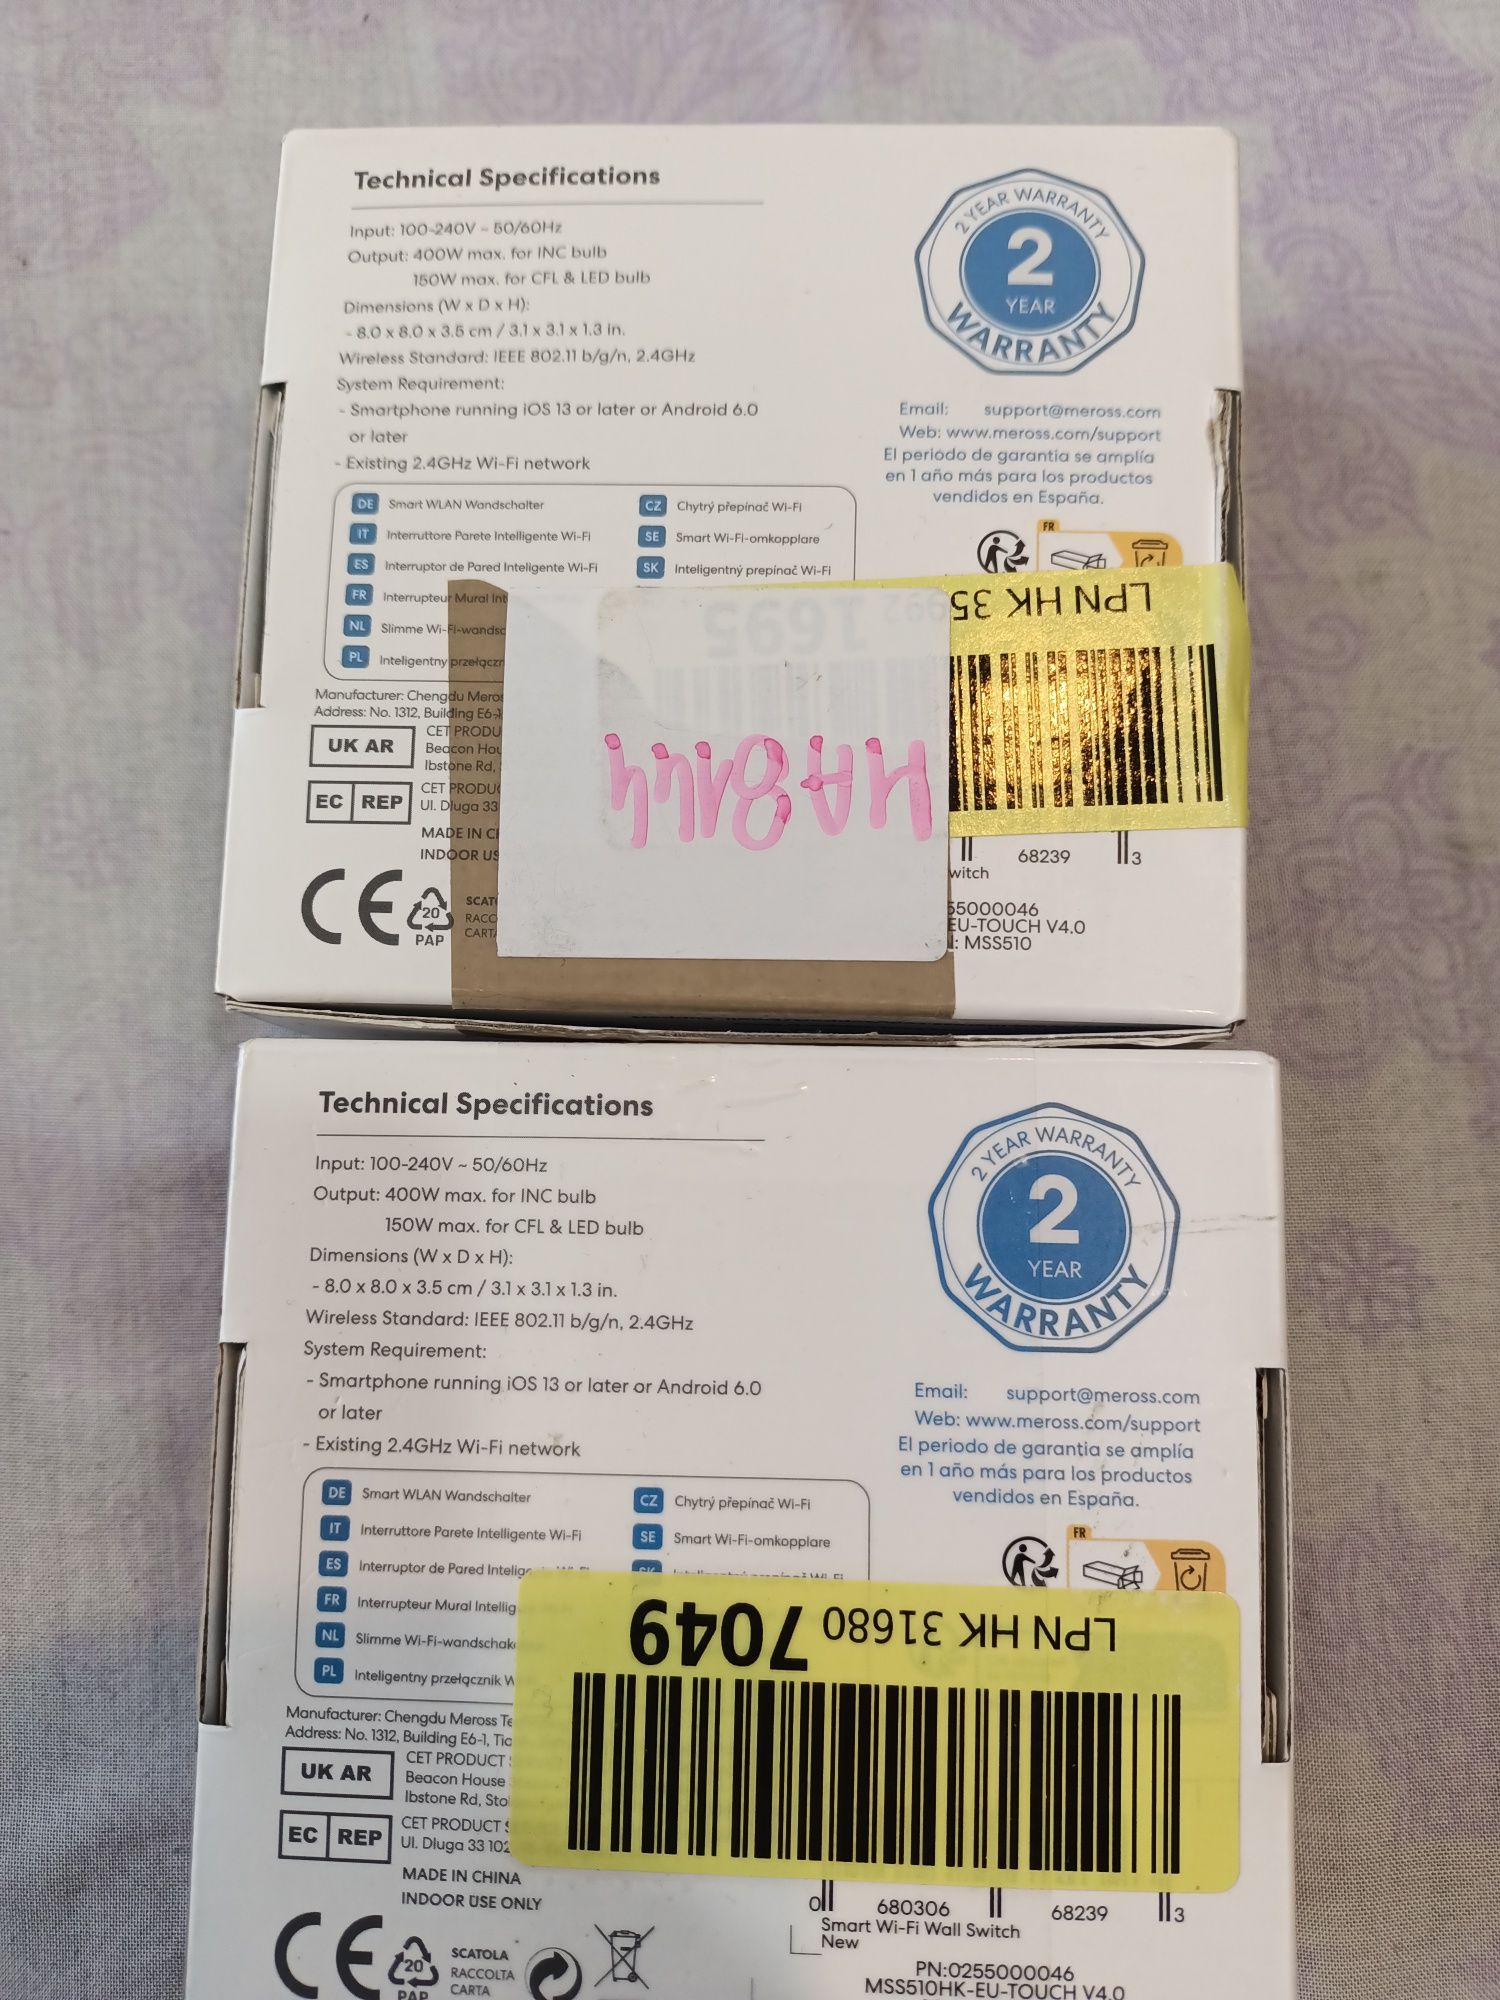 Technical Specifications
Input: 100-240V ~ 50/60Hz
Output: 400W max. for INC bulb
150W max. for CFL & LED bulb
Dimensions (W x D x H):
- 8.0 x 8.0 x 3.5 cm / 3.1 x 3.1 x 1.3 in.
Wireless Standard: IEEE 802.11 b/g/n, 2.4GHz
System Requirement:
- Smartphone running iOS 13 or later or Android 6.0
or later
- Existing 2.4GHz Wi-Fi network
2 YEAR WARRANTY
2
YEAR
WARRANTY
Email: support@meross.com
Web: www.meross.com/support
El periodo de garantia se amplía
en 1 año más para los productos
vendidos en España.
FR
DE Smart WLAN Wandschalter
IT Interruttore Parete Intelligente Wi-Fi
ES Interruptor de Pared Inteligente Wi-Fi
FR Interrupteur Mural Int
NL Slimme Wi-Fi-wandsc
PL Inteligentny przełączn
CZ Chytrý přepínač Wi-Fi
SE Smart Wi-Fi-omkopplare
SK Inteligentný prepínač Wi-Fi
LPN HK 35
1695
Manufacturer: Chengdu Meros
Address: No. 1312, Building E6-1
UK AR
CET PRODU
Beacon Hou
Ibstone Rd,
EC REP
CET PRODU
Ul. Dluga 33
MADE IN CH
INDOOR US
CE
20
PAP
SCAT
RACC
CART
HA8144
68239 3
witch
55000046
EU-TOUCH V4.0
: MSS510
Technical Specifications
Input: 100-240V ~ 50/60Hz
Output: 400W max. for INC bulb
150W max. for CFL & LED bulb
Dimensions (W x D x H):
- 8.0 x 8.0 x 3.5 cm / 3.1 x 3.1 x 1.3 in.
Wireless Standard: IEEE 802.11 b/g/n, 2.4GHz
System Requirement:
- Smartphone running iOS 13 or later or Android 6.0
or later
- Existing 2.4GHz Wi-Fi network
2 YEAR WARRANTY
2
YEAR
WARRANTY
Email: support@meross.com
Web: www.meross.com/support
El periodo de garantia se amplía
en 1 año más para los productos
vendidos en España.
FR
DE Smart WLAN Wandschalter
IT Interruttore Parete Intelligente Wi-Fi
ES Interruptor de Pared Intelig
FR Interrupteur Mural Intellig
NL Slimme Wi-Fi-wandschak
PL Inteligentny przełącznik W
CZ Chytrý přepínač Wi-Fi
SE Smart Wi-Fi-omkopplare
LPN HK 31680 7049
Manufacturer: Chengdu Meross Te
Address: No. 1312, Building E6-1, Tia
UK AR
CET PRODUCT S
Beacon House
Ibstone Rd, Sto
EC REP
CET PRODUCT S
Ul. Dluga 33 102
MADE IN CHINA
INDOOR USE ONLY
CE
20
PAP
SCATOLA
RACCOLTA
CARTA
0 680306 68239 3
Smart Wi-Fi Wall Switch
New
PN:0255000046
MSS510HK-EU-TOUCH V4.0